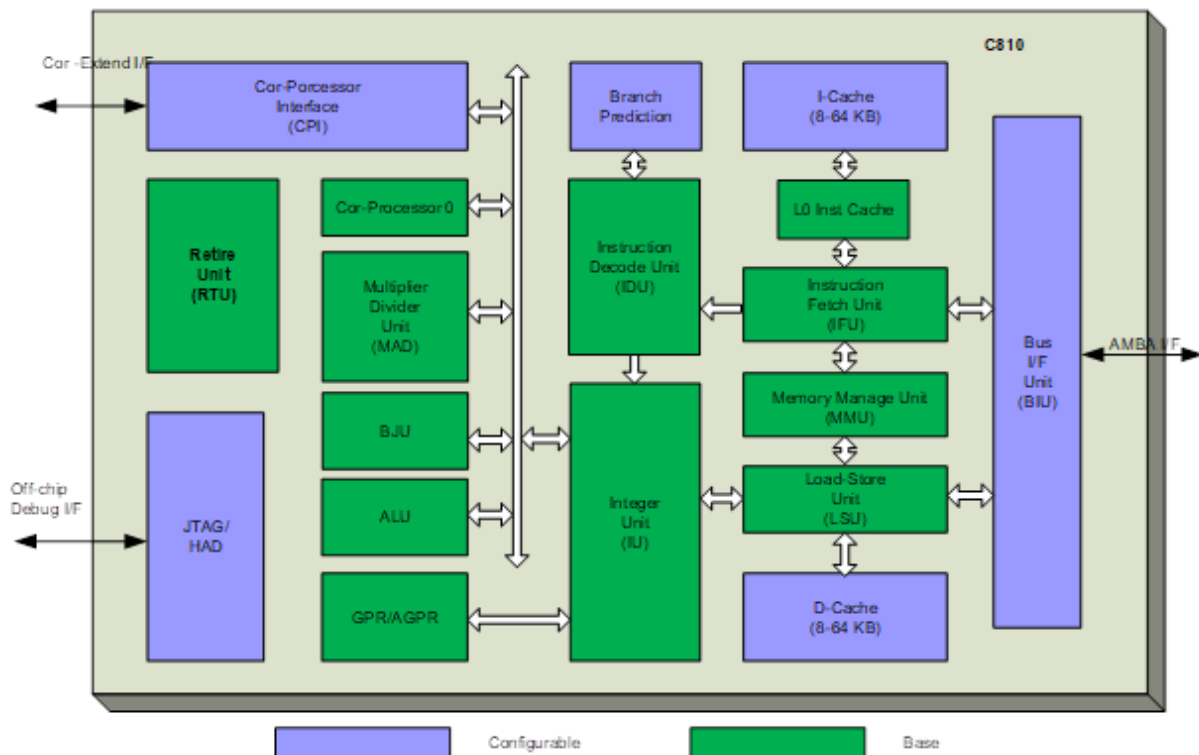 C810
Cor -Extend I/F
Cor-Porcessor
Interface
(CPI)
Branch
Prediction
I-Cache
(8-64 KB)
Cor-Processor 0
L0 Inst Cache
Retire
Unit
(RTU)
Multiplier
Divider
Unit
(MAD)
Instruction
Decode Unit
(IDU)
Instruction
Fetch Unit
(IFU)
Bus
I/F
Unit
(BIU)
AMBA I/F
Memory Manage Unit
(MMU)
BJU
Load-Store
Unit
(LSU)
Off-chip
Debug I/F
JTAG/
HAD
ALU
Integer
Unit
(IU)
GPR/AGPR
D-Cache
(8-64 KB)
Configurable
Base